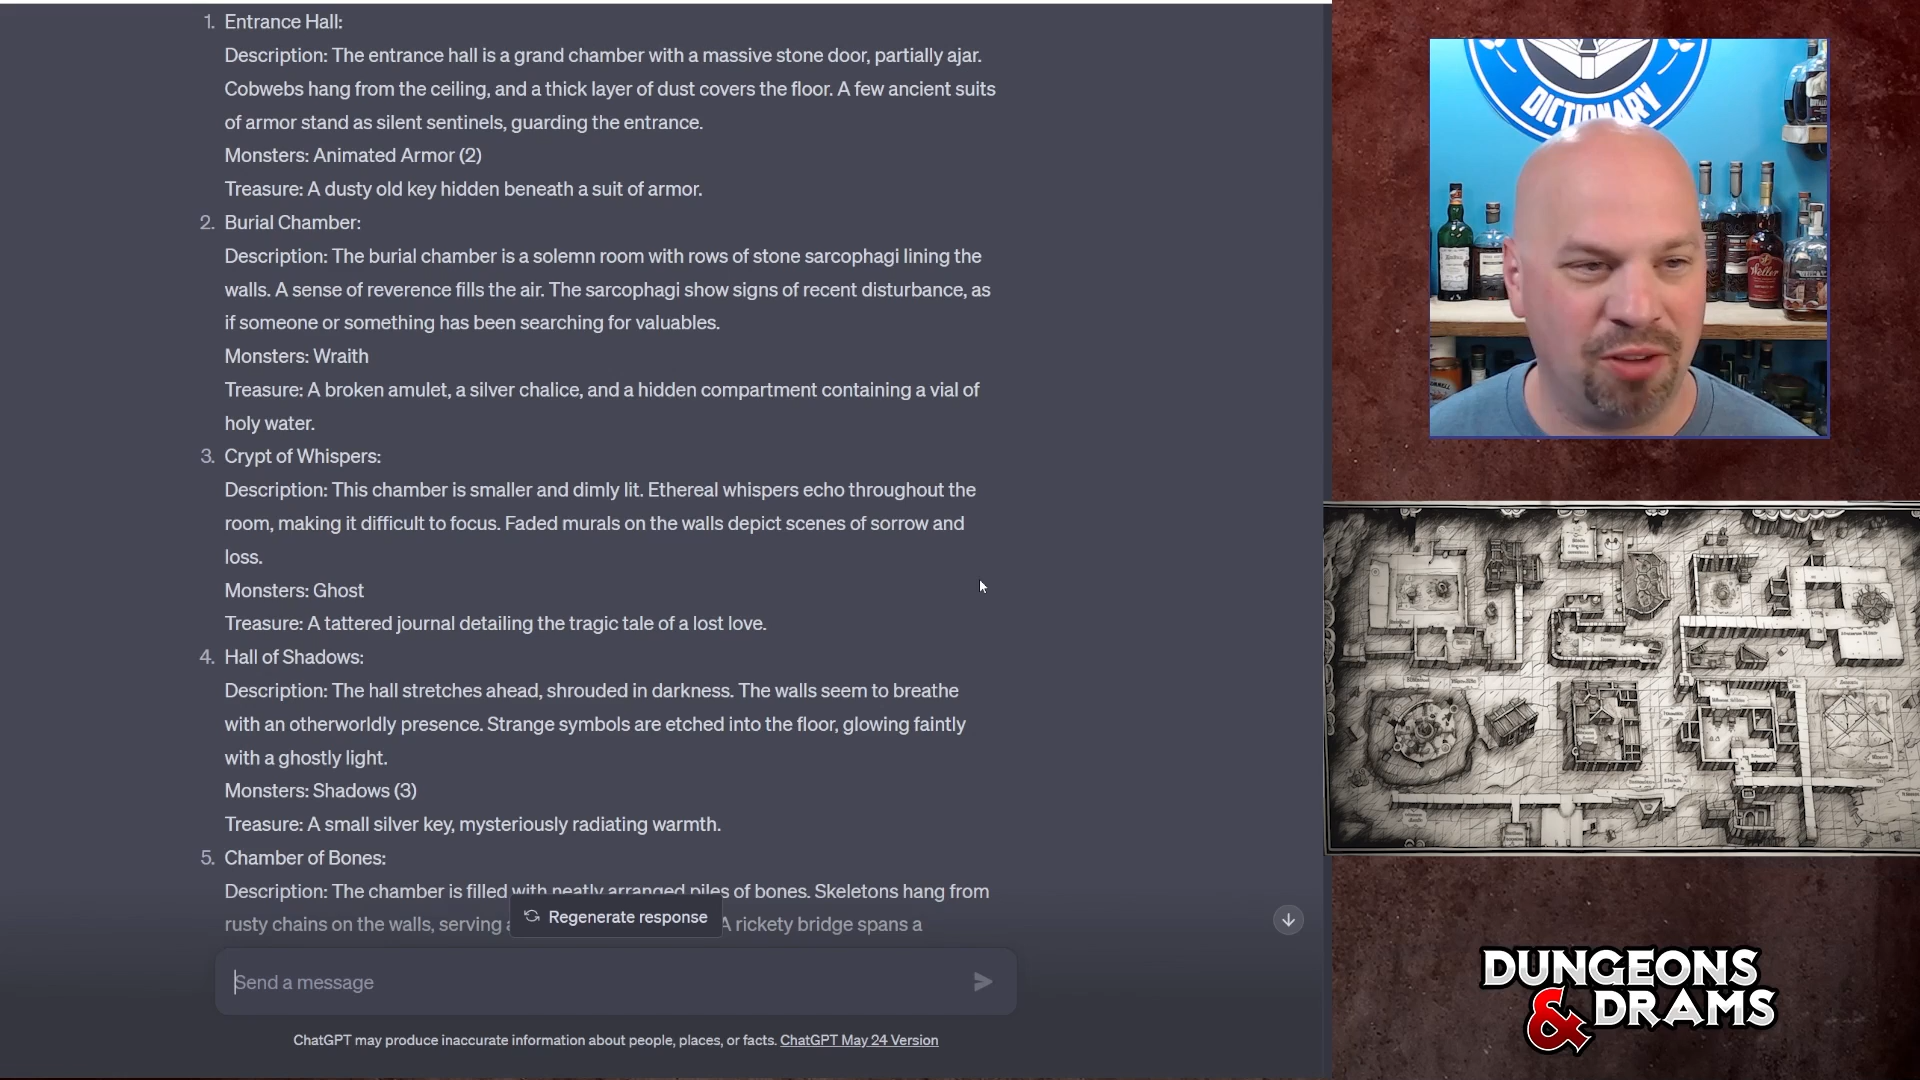 1. Entrance Hall:
Description: The entrance hall is a grand chamber with a massive stone door, partially ajar.
Cobwebs hang from the ceiling, and a thick layer of dust covers the floor. A few ancient suits
of armor stand as silent sentinels, guarding the entrance.
Monsters: Animated Armor (2)
Treasure: A dusty old key hidden beneath a suit of armor.
2. Burial Chamber:
Description: The burial chamber is a solemn room with rows of stone sarcophagi lining the
walls. A sense of reverence fills the air. The sarcophagi show signs of recent disturbance, as
if someone or something has been searching for valuables.
Monsters: Wraith
Treasure: A broken amulet, a silver chalice, and a hidden compartment containing a vial of
holy water.
3. Crypt of Whispers:
Description: This chamber is smaller and dimly lit. Ethereal whispers echo throughout the
room, making it difficult to focus. Faded murals on the walls depict scenes of sorrow and
loss.
Monsters: Ghost
Treasure: A tattered journal detailing the tragic tale of a lost love.
4. Hall of Shadows:
Description: The hall stretches ahead, shrouded in darkness. The walls seem to breathe
with an otherworldly presence. Strange symbols are etched into the floor, glowing faintly
with a ghostly light.
Monsters: Shadows (3)
Treasure: A small silver key, mysteriously radiating warmth.
5. Chamber of Bones:
Description: The chamber is filled with neatly arranged piles of bones. Skeletons hang from
rusty chains on the walls, serving A rickety bridge spans a
Regenerate response
Send a message
ChatGPT may produce inaccurate information about people, places, or facts. ChatGPT May 24 Version
DICTIONARY
Weller
DUNGEONS
& DRAMS